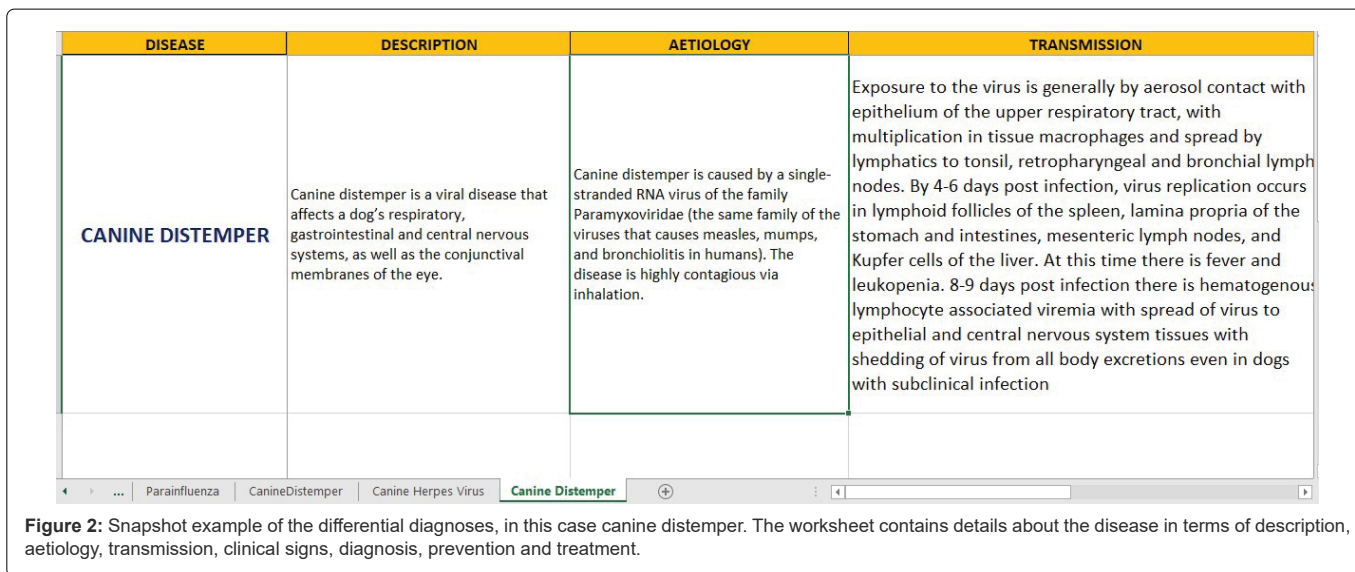 DISEASE
DESCRIPTION
AETIOLOGY
TRANSMISSION
CANINE DISTEMPER
Canine distemper is a viral disease that
affects a dog's respiratory,
gastrointestinal and central nervous
systems, as well as the conjunctival
membranes of the eye.
Canine distemper is caused by a single-
stranded RNA virus of the family
Paramyxoviridae (the same family of the
viruses that causes measles, mumps,
and bronchiolitis in humans). The
disease is highly contagious via
inhalation.
Exposure to the virus is generally by aerosol contact with
epithelium of the upper respiratory tract, with
multiplication in tissue macrophages and spread by
lymphatics to tonsil, retropharyngeal and bronchial lymph
nodes. By 4-6 days post infection, virus replication occurs
in lymphoid follicles of the spleen, lamina propria of the
stomach and intestines, mesenteric lymph nodes, and
Kupfer cells of the liver. At this time there is fever and
leukopenia. 8-9 days post infection there is hematogenous
lymphocyte associated viremia with spread of virus to
epithelial and central nervous system tissues with
shedding of virus from all body excretions even in dogs
with subclinical infection
... Parainfluenza CanineDistemper Canine Herpes Virus Canine Distemper
Figure 2: Snapshot example of the differential diagnoses, in this case canine distemper. The worksheet contains details about the disease in terms of description,
aetiology, transmission, clinical signs, diagnosis, prevention and treatment.